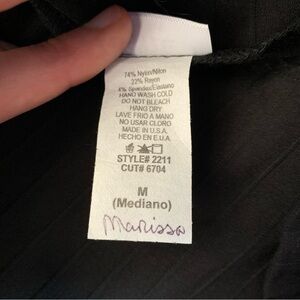 74% Nylon/Nilon
22% Rayon
4% Spandex/Elastano
HAND WASH COLD
DO NOT BLEACH
HANG DRY
LAVE FRIO A MANO
NO USAR CLORG
MADE IN U.S.A.
HECHO EN E.U.A.
STYLE# 2211
CUT# 6704
M
(Mediano)
Marissa